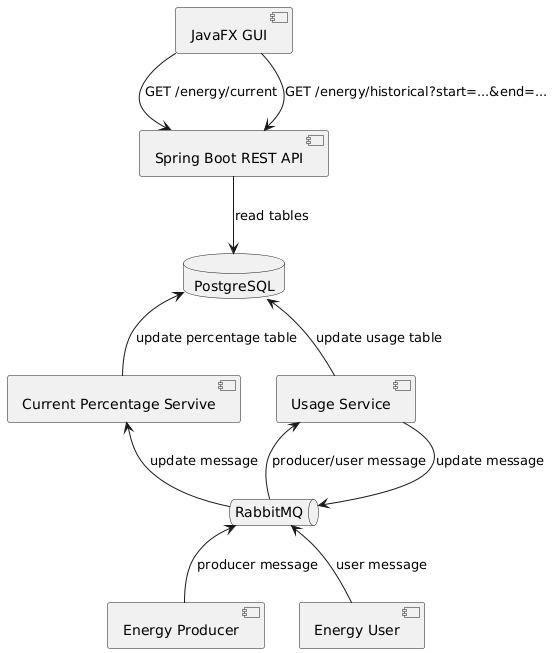 JavaFX GUI
GET /energy/current
GET /energy/historical?start=...&end=...
Spring Boot REST API
read tables
PostgreSQL
update percentage table
update usage table
Current Percentage Servive
Usage Service
update message
producer/user message
update message
RabbitMQ
producer message
user message
Energy Producer
Energy User